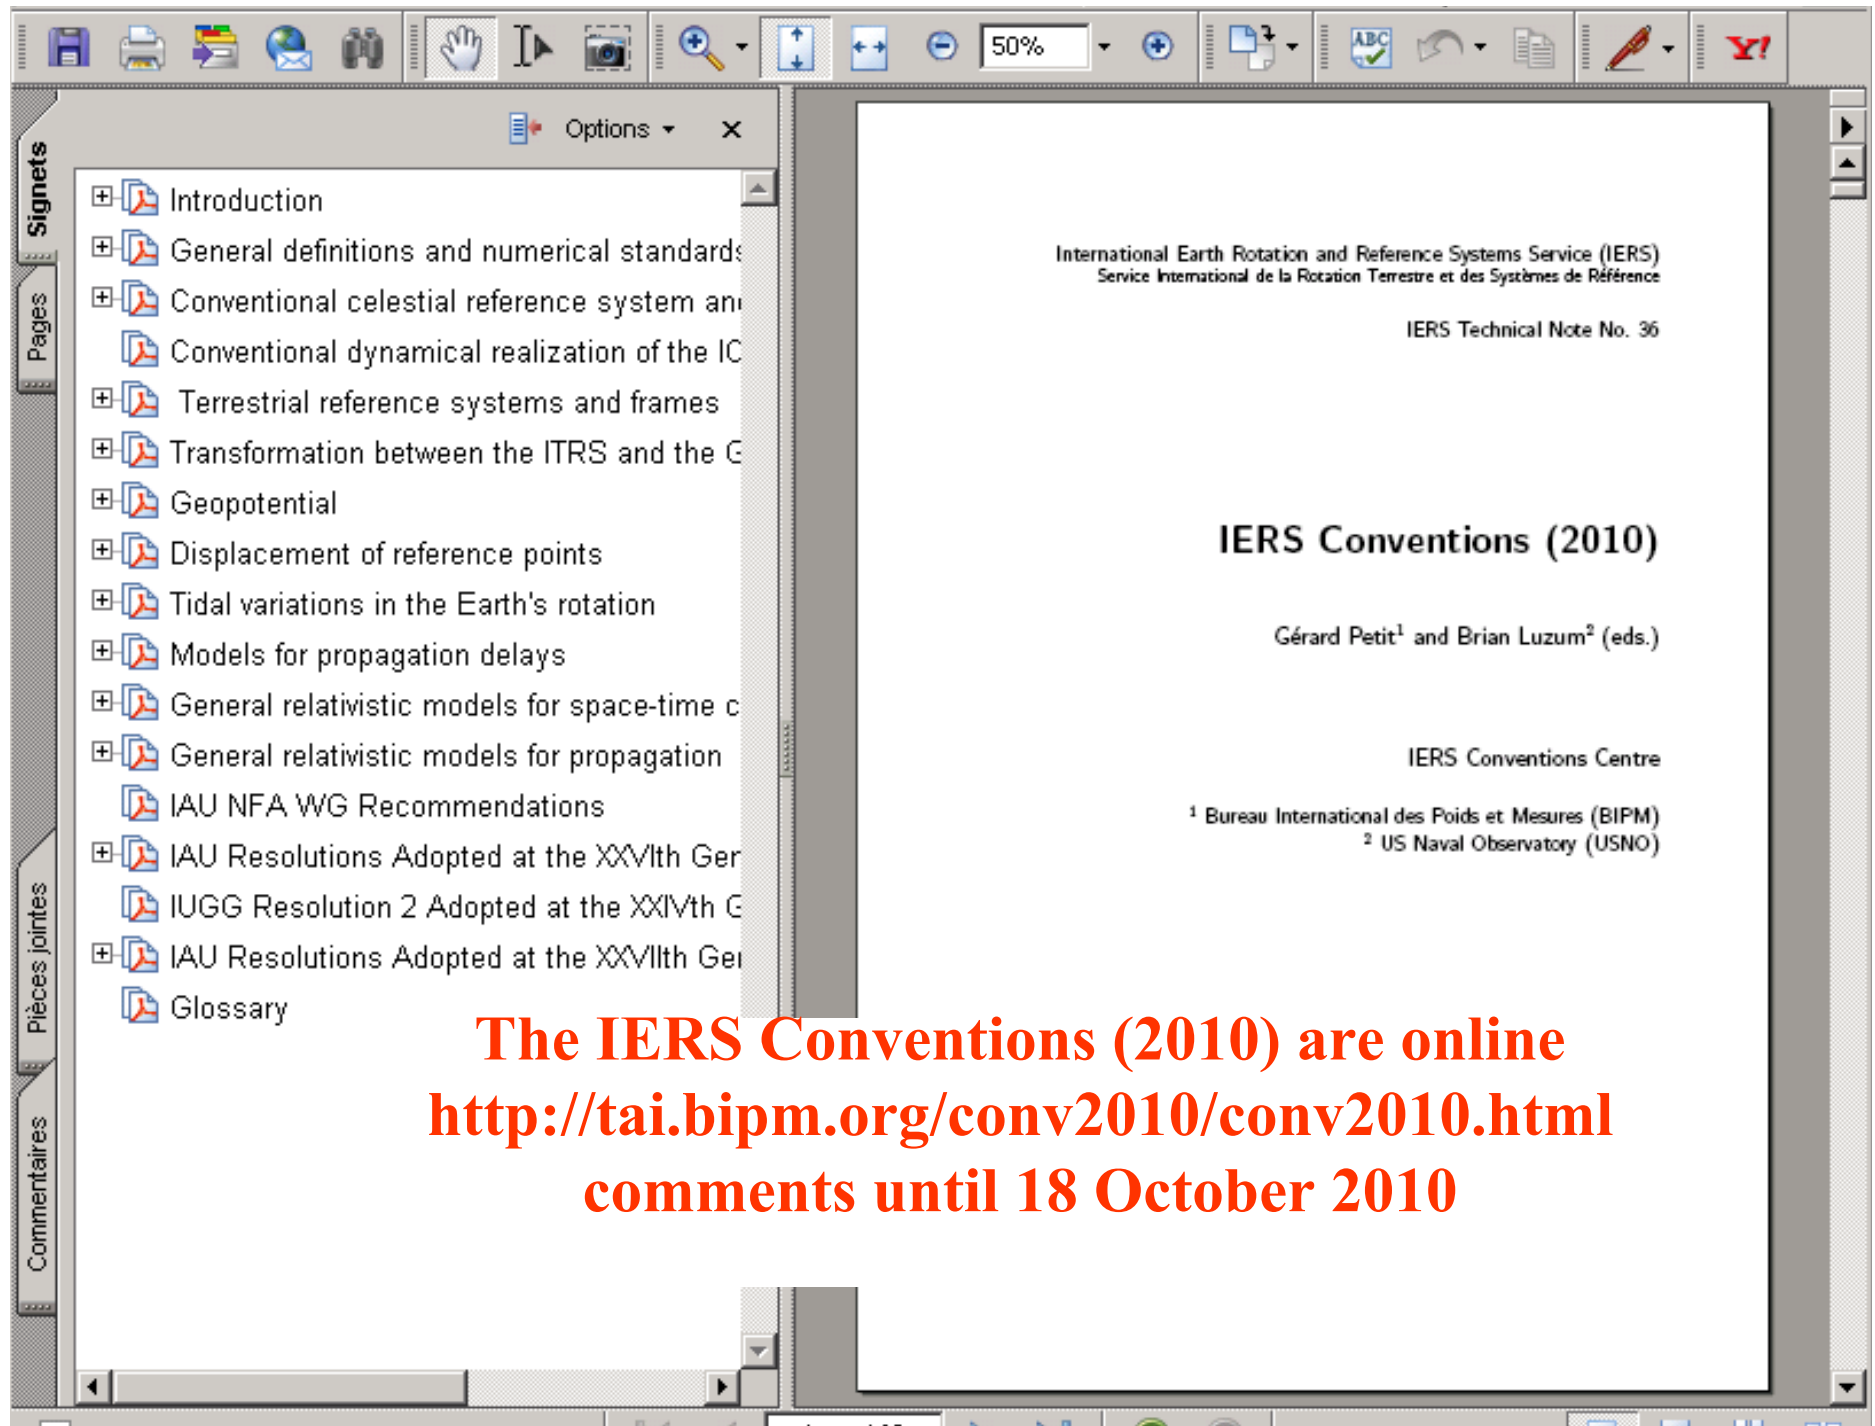 50%
ABC
Y!
Options
Signets
Pages
Pièces jointes
Commentaires
Introduction
General definitions and numerical standards
Conventional celestial reference system and
Conventional dynamical realization of the IC
Terrestrial reference systems and frames
Transformation between the ITRS and the G
Geopotential
Displacement of reference points
Tidal variations in the Earth's rotation
Models for propagation delays
General relativistic models for space-time c
General relativistic models for propagation
IAU NFA WG Recommendations
IAU Resolutions Adopted at the XXVIth Gen
IUGG Resolution 2 Adopted at the XXIVth G
IAU Resolutions Adopted at the XXVIIth Gen
Glossary
International Earth Rotation and Reference Systems Service (IERS)
Service International de la Rotation Terrestre et des Systèmes de Référence
IERS Technical Note No. 36
IERS Conventions (2010)
Gérard Petit¹ and Brian Luzum² (eds.)
IERS Conventions Centre
¹ Bureau International des Poids et Mesures (BIPM)
² US Naval Observatory (USNO)
The IERS Conventions (2010) are online
http://tai.bipm.org/conv2010/conv2010.html
comments until 18 October 2010